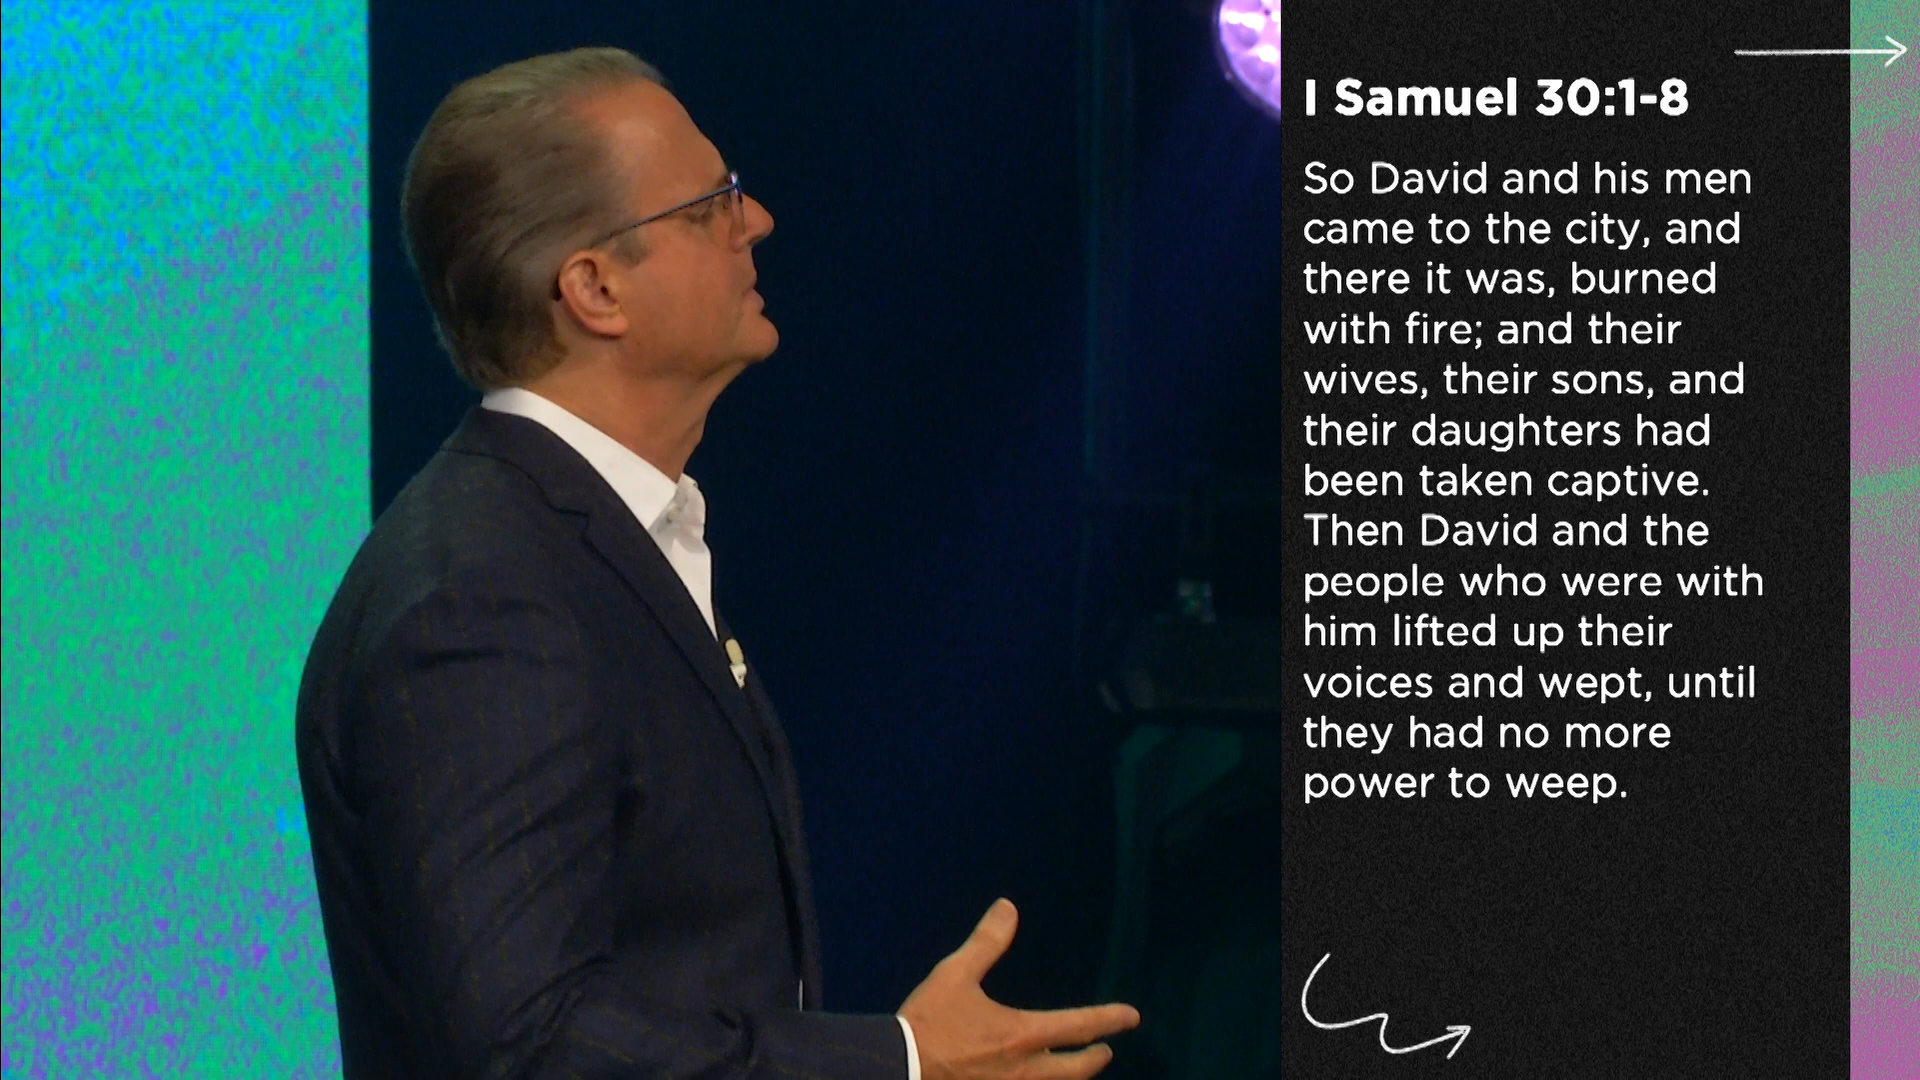 I Samuel 30:1-8
So David and his men
came to the city, and
there it was, burned
with fire; and their
wives, their sons, and
their daughters had
been taken captive.
Then David and the
people who were with
him lifted up their
voices and wept, until
they had no more
power to weep.